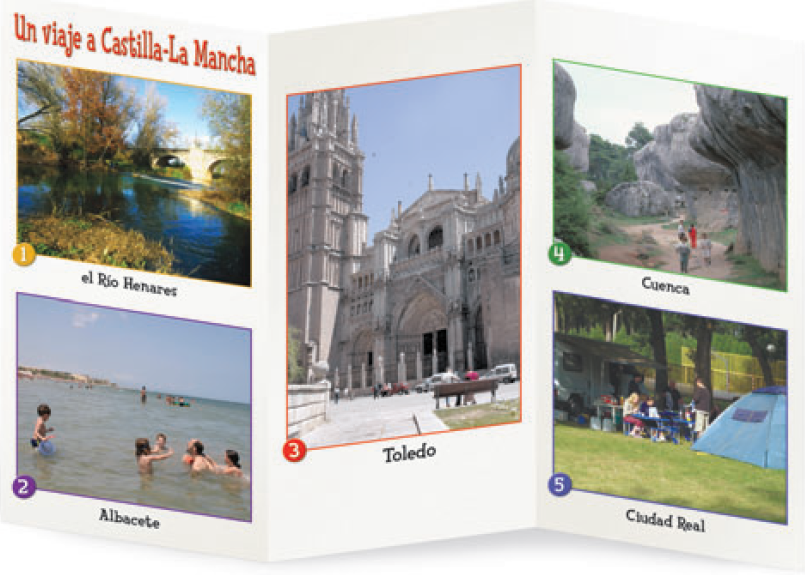 Un viaje a Castilla-La Mancha
1
el Río Henares
2
Albacete
3
Toledo
4
Cuenca
5
Ciudad Real